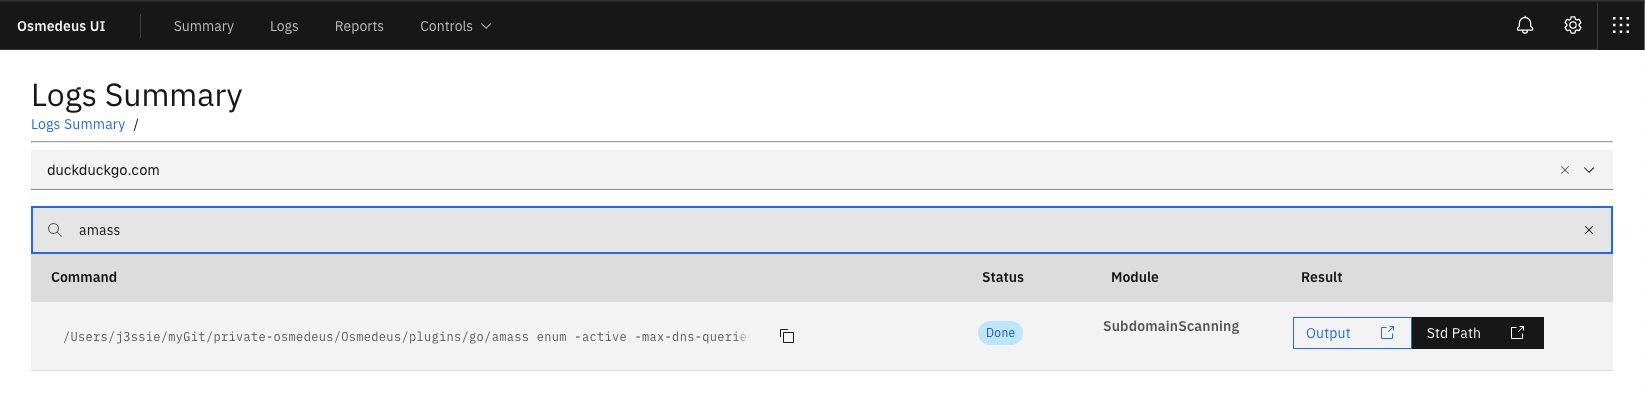 Osmedeus UI Summary Logs Reports Controls
Logs Summary
Logs Summary /
duckduckgo.com
amass
Command Status Module Result
/Users/j3ssie/myGit/private-osmedeus/Osmedeus/plugins/go/amass enum -active -max-dns-querie Done SubdomainScanning Output Std Path